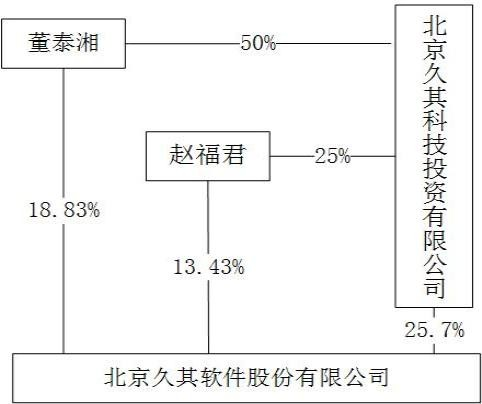 董泰湘
50%
北京久其科技投资有限公司
赵福君
25%
18.83%
13.43%
25.7%
北京久其软件股份有限公司